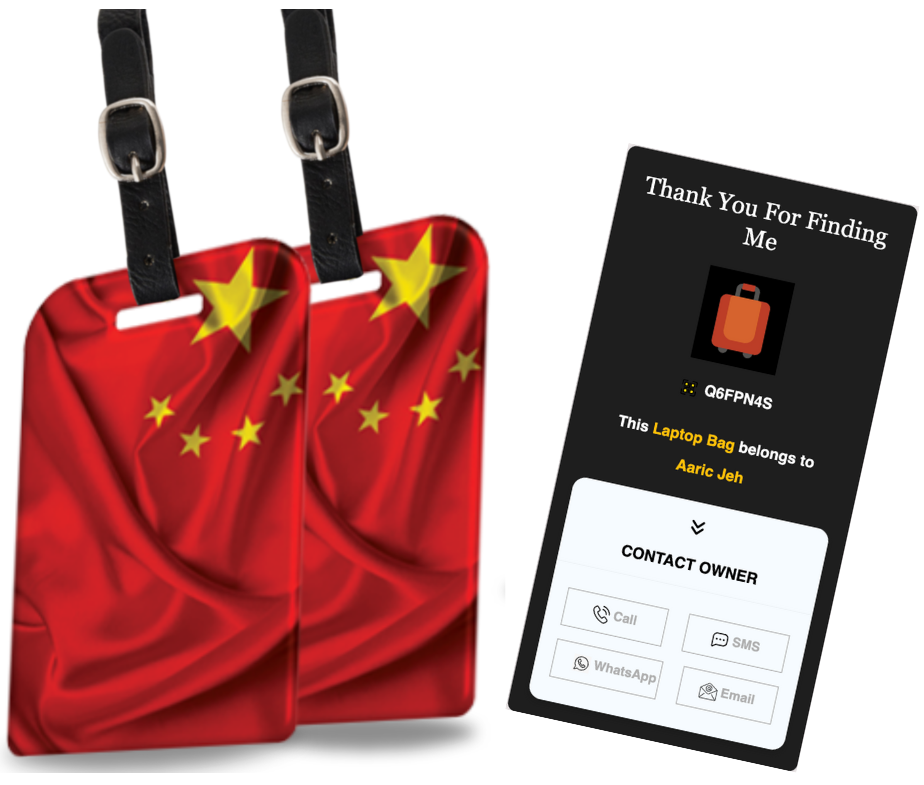 Thank You For Finding
Me
Q6FPN4S
This Laptop Bag belongs to
Aaric Jeh
CONTACT OWNER
Call
SMS
WhatsApp
Email